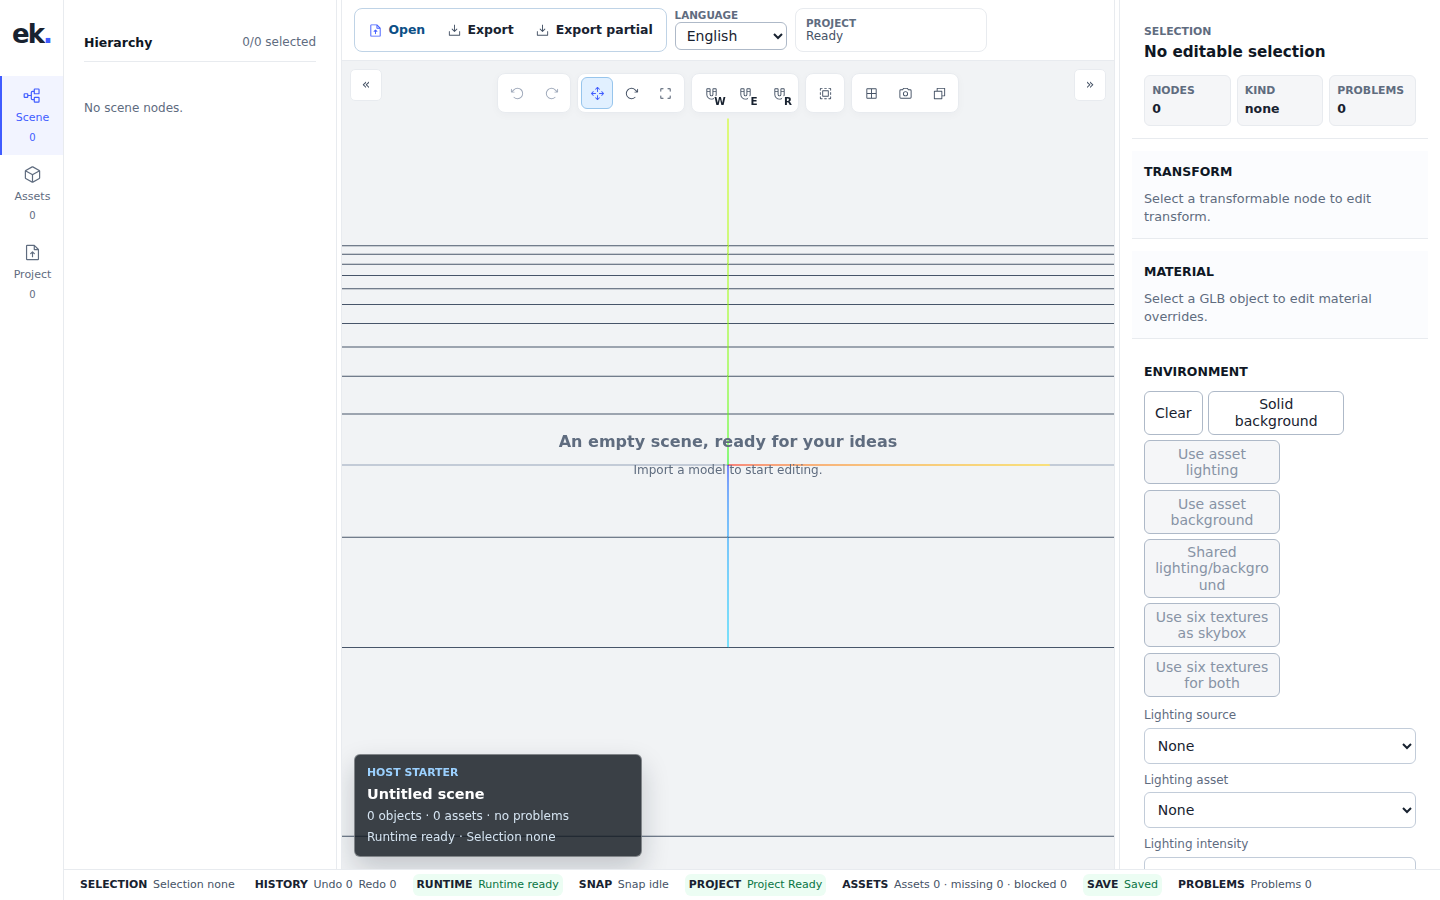 ek.
Scene
0
Assets
0
Project
0
Hierarchy
0/0 selected
No scene nodes.
Open
Export
Export partial
LANGUAGE
English
PROJECT
Ready
«
W
E
R
»
An empty scene, ready for your ideas
Import a model to start editing.
HOST STARTER
Untitled scene
0 objects · 0 assets · no problems
Runtime ready · Selection none
SELECTION
No editable selection
NODES
0
KIND
none
PROBLEMS
0
TRANSFORM
Select a transformable node to edit
transform.
MATERIAL
Select a GLB object to edit material
overrides.
ENVIRONMENT
Clear
Solid
background
Use asset
lighting
Use asset
background
Shared
lighting/backgro
und
Use six textures
as skybox
Use six textures
for both
Lighting source
None
Lighting asset
None
Lighting intensity
SELECTION Selection none
HISTORY Undo 0 Redo 0
RUNTIME Runtime ready
SNAP Snap idle
PROJECT Project Ready
ASSETS Assets 0 · missing 0 · blocked 0
SAVE Saved
PROBLEMS Problems 0